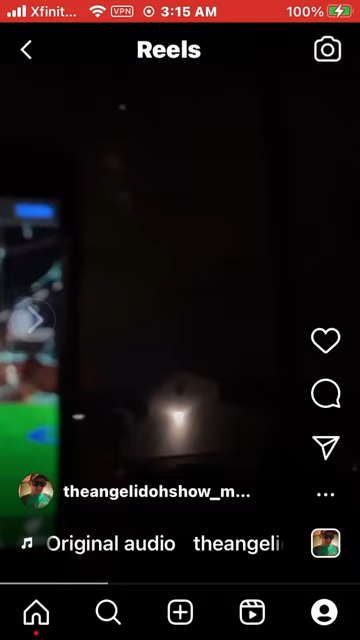 Xfinit... VPN 3:15 AM 100%
Reels
theangelidohshow_m...
Original audio theangeli